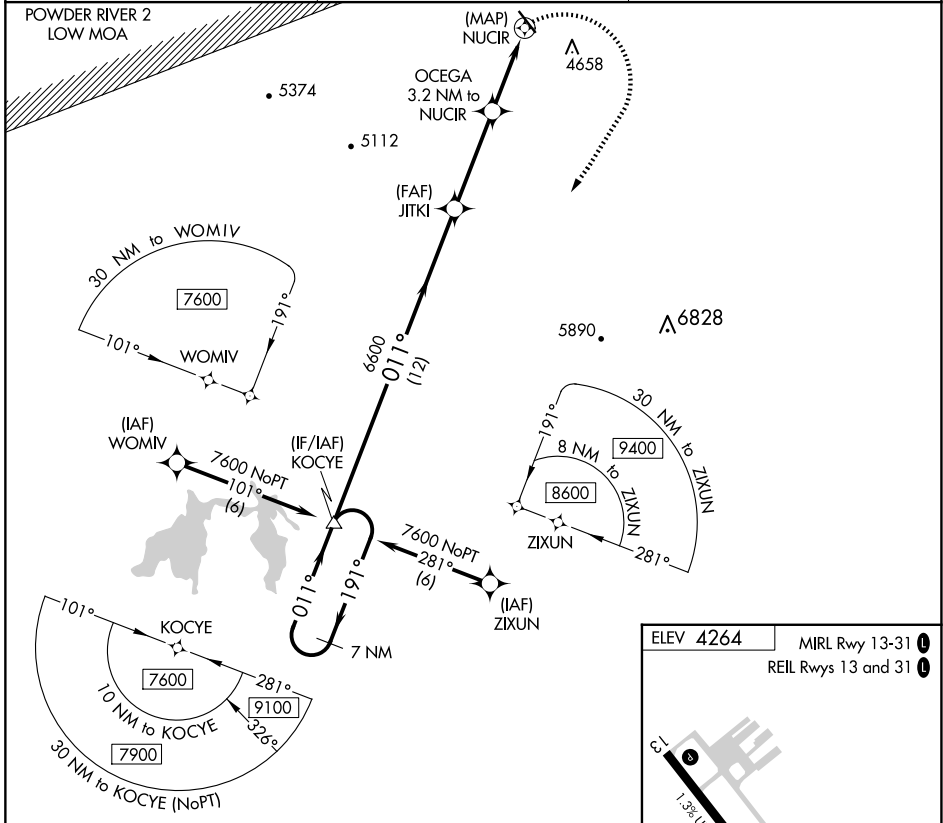 POWDER RIVER 2
LOW MOA
(MAP)
NUCIR
4658
OCEGA
3.2 NM to
NUCIR
5374
5112
(FAF)
JITKI
30 NM to WOMIV
7600
191°
101°
WOMIV
5890
6828
6600
011°
(12)
30 NM to ZIXUN
191°
9400
8 NM to ZIXUN
8600
ZIXUN
281°
(IAF)
WOMIV
7600 NoPT
101°
(6)
(IF/IAF)
KOCYE
7600 NoPT
281°
(6)
(IAF)
ZIXUN
011°
191°
7 NM
101°
KOCYE
7600
281°
9100
326°
10 NM to KOCYE
7900
30 NM to KOCYE (NoPT)
ELEV 4264
MIRL Rwy 13-31 L
REIL Rwys 13 and 31 L
13
P
1.3%